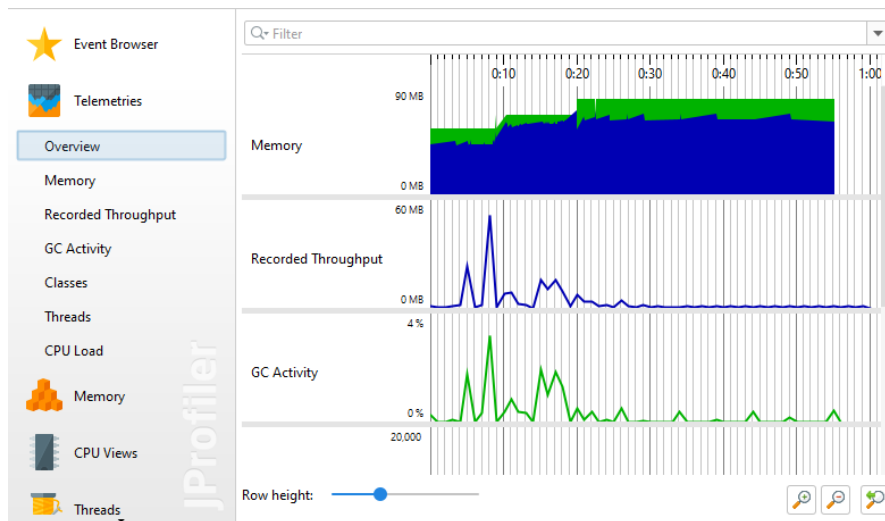 Event Browser
Telemetries
Overview
Memory
Recorded Throughput
GC Activity
Classes
Threads
CPU Load
Memory
CPU Views
Threads
JProfiler
Filter
0:10 0:20 0:30 0:40 0:50 1:00
90 MB
Memory
0 MB
60 MB
Recorded Throughput
0 MB
4 %
GC Activity
0 %
20,000
Row height: